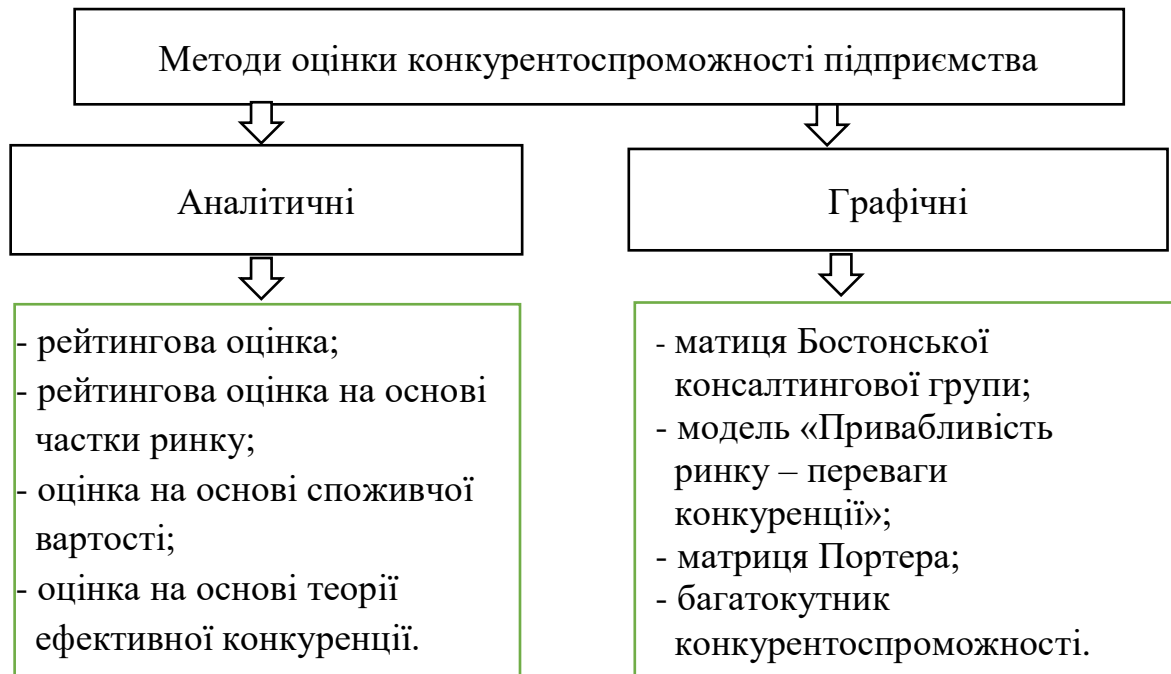 Методи оцінки конкурентоспроможності підприємства
Аналітичні
Графічні
- рейтингова оцінка;
- рейтингова оцінка на основі
частки ринку;
- оцінка на основі споживчої
вартості;
- оцінка на основі теорії
ефективної конкуренції.
- матиця Бостонської
консалтингової групи;
- модель «Привабливість
ринку – переваги
конкуренції»;
- матриця Портера;
- багатокутник
конкурентоспроможності.